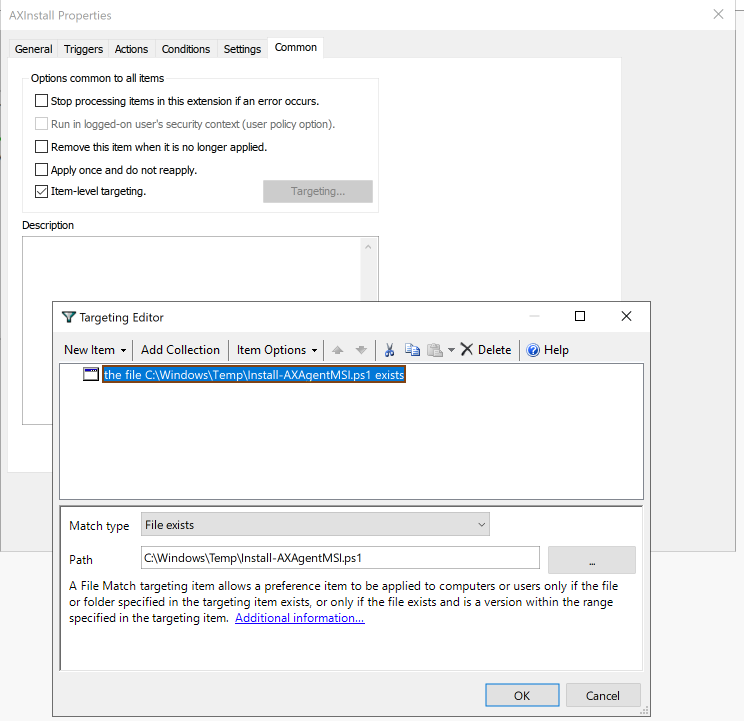 AXInstall Properties
General Triggers Actions Conditions Settings Common
Options common to all items
Stop processing items in this extension if an error occurs.
Run in logged-on user's security context (user policy option).
Remove this item when it is no longer applied.
Apply once and do not reapply.
Item-level targeting. Targeting...
Description
Targeting Editor
New Item Add Collection Item Options Delete Help
the file C:\Windows\Temp\Install-AXAgentMSI.ps1 exists
Match type File exists
Path C:\Windows\Temp\Install-AXAgentMSI.ps1 ...
A File Match targeting item allows a preference item to be applied to computers or users only if the file
or folder specified in the targeting item exists, or only if the file exists and is a version within the range
specified in the targeting item. Additional information...
OK Cancel